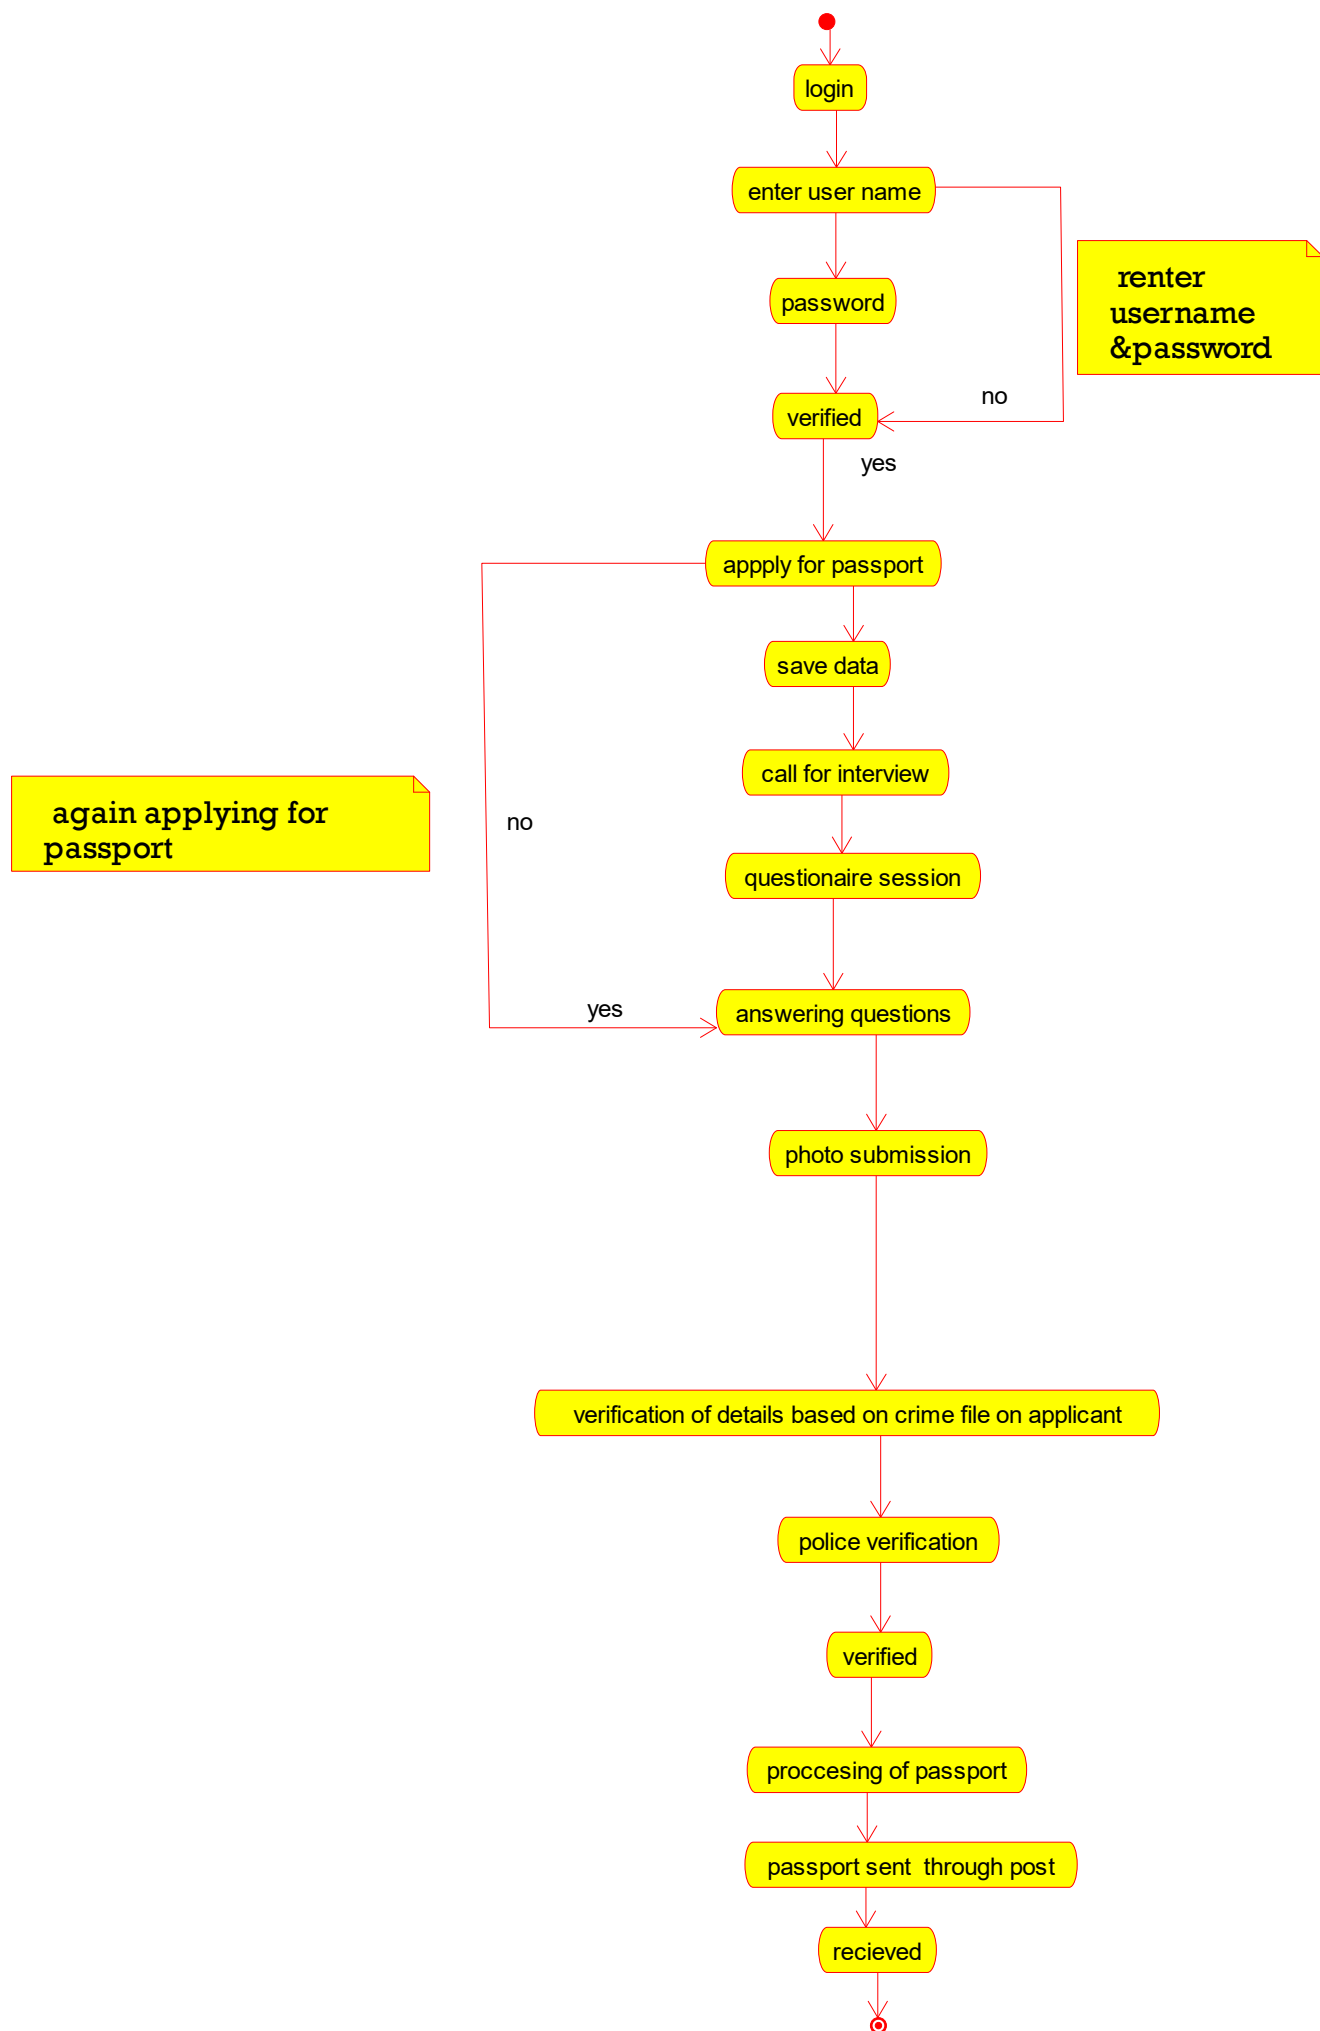 login
enter user name
renter
username
&password
password
no
verified
yes
appply for passport
save data
call for interview
again applying for
passport
no
questionaire session
yes
answering questions
photo submission
verification of details based on crime file on applicant
police verification
verified
proccesing of passport
passport sent  through post
recieved